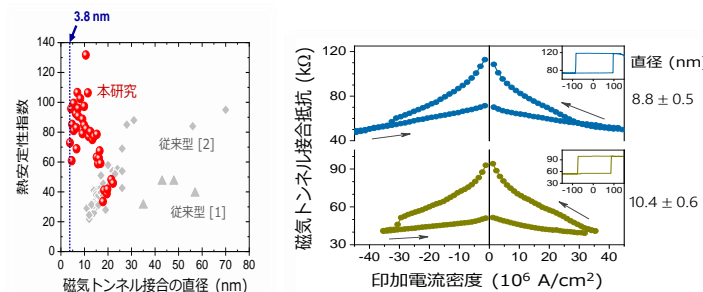 3.8 nm
熱安定性指数
140
120
100
80
60
40
20
0
本研究
従来型 [2]
従来型 [1]
0 10 20 30 40 50 60 70 80
磁気トンネル接合の直径 (nm)
磁気トンネル接合抵抗 (kΩ)
120
100
80
60
40
120
80
-100 0 100
直径 (nm)
8.8 ± 0.5
90
60
30
100
50
-100 0 100
10.4 ± 0.6
-40 -30 -20 -10 0 10 20 30 40
印加電流密度 (10⁶ A/cm²)